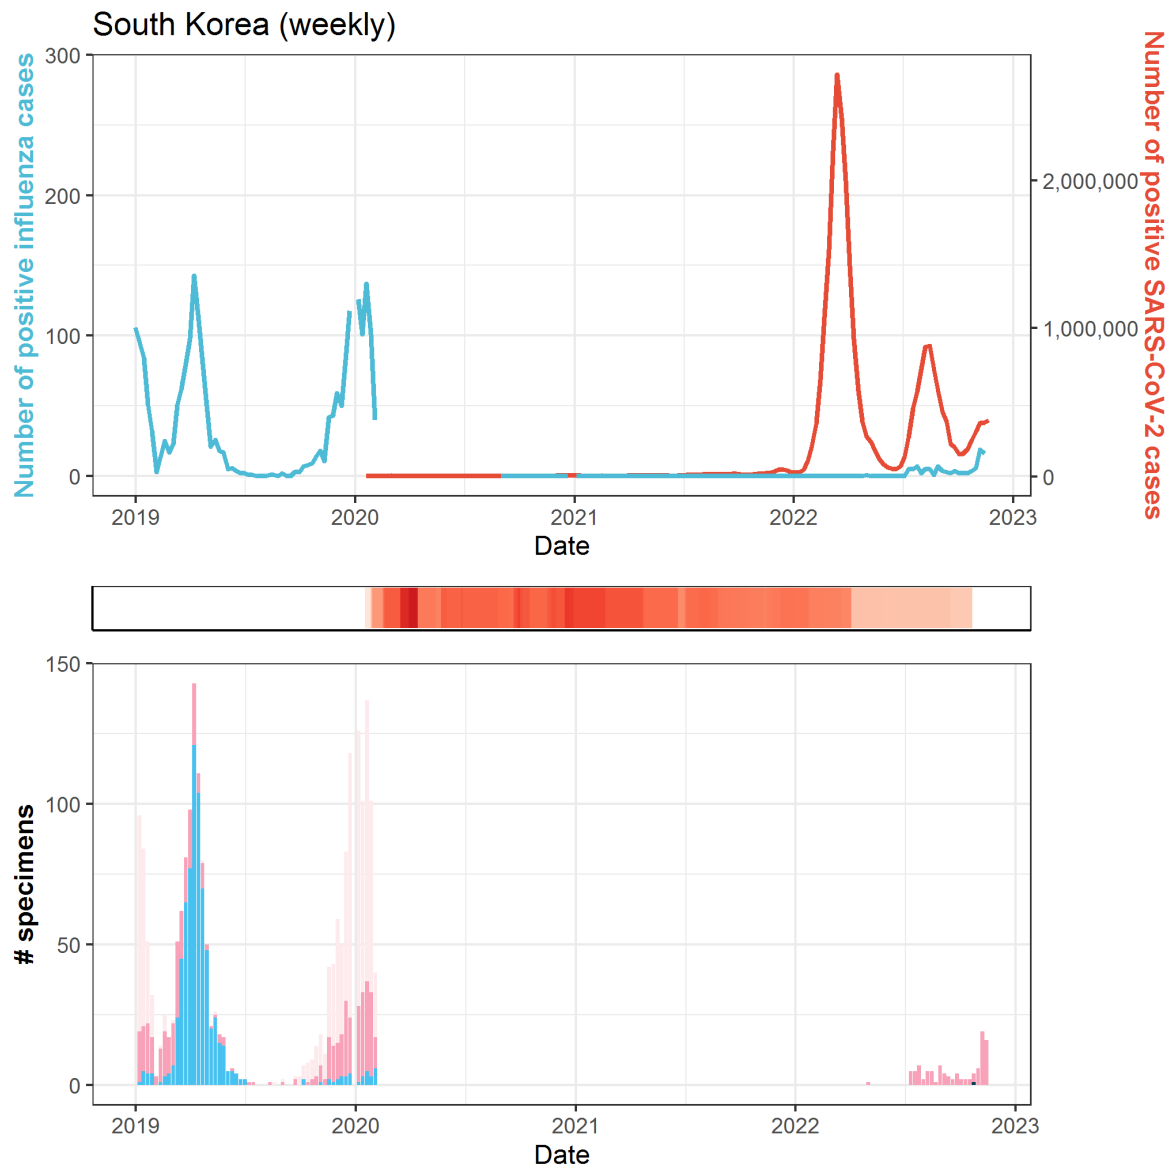 South Korea (weekly)
Number of positive influenza cases
300
200
100
0
2,000,000
1,000,000
0
Number of positive SARS-CoV-2 cases
2019 2020 2021 2022 2023
Date
# specimens
150
100
50
0
2019 2020 2021 2022 2023
Date